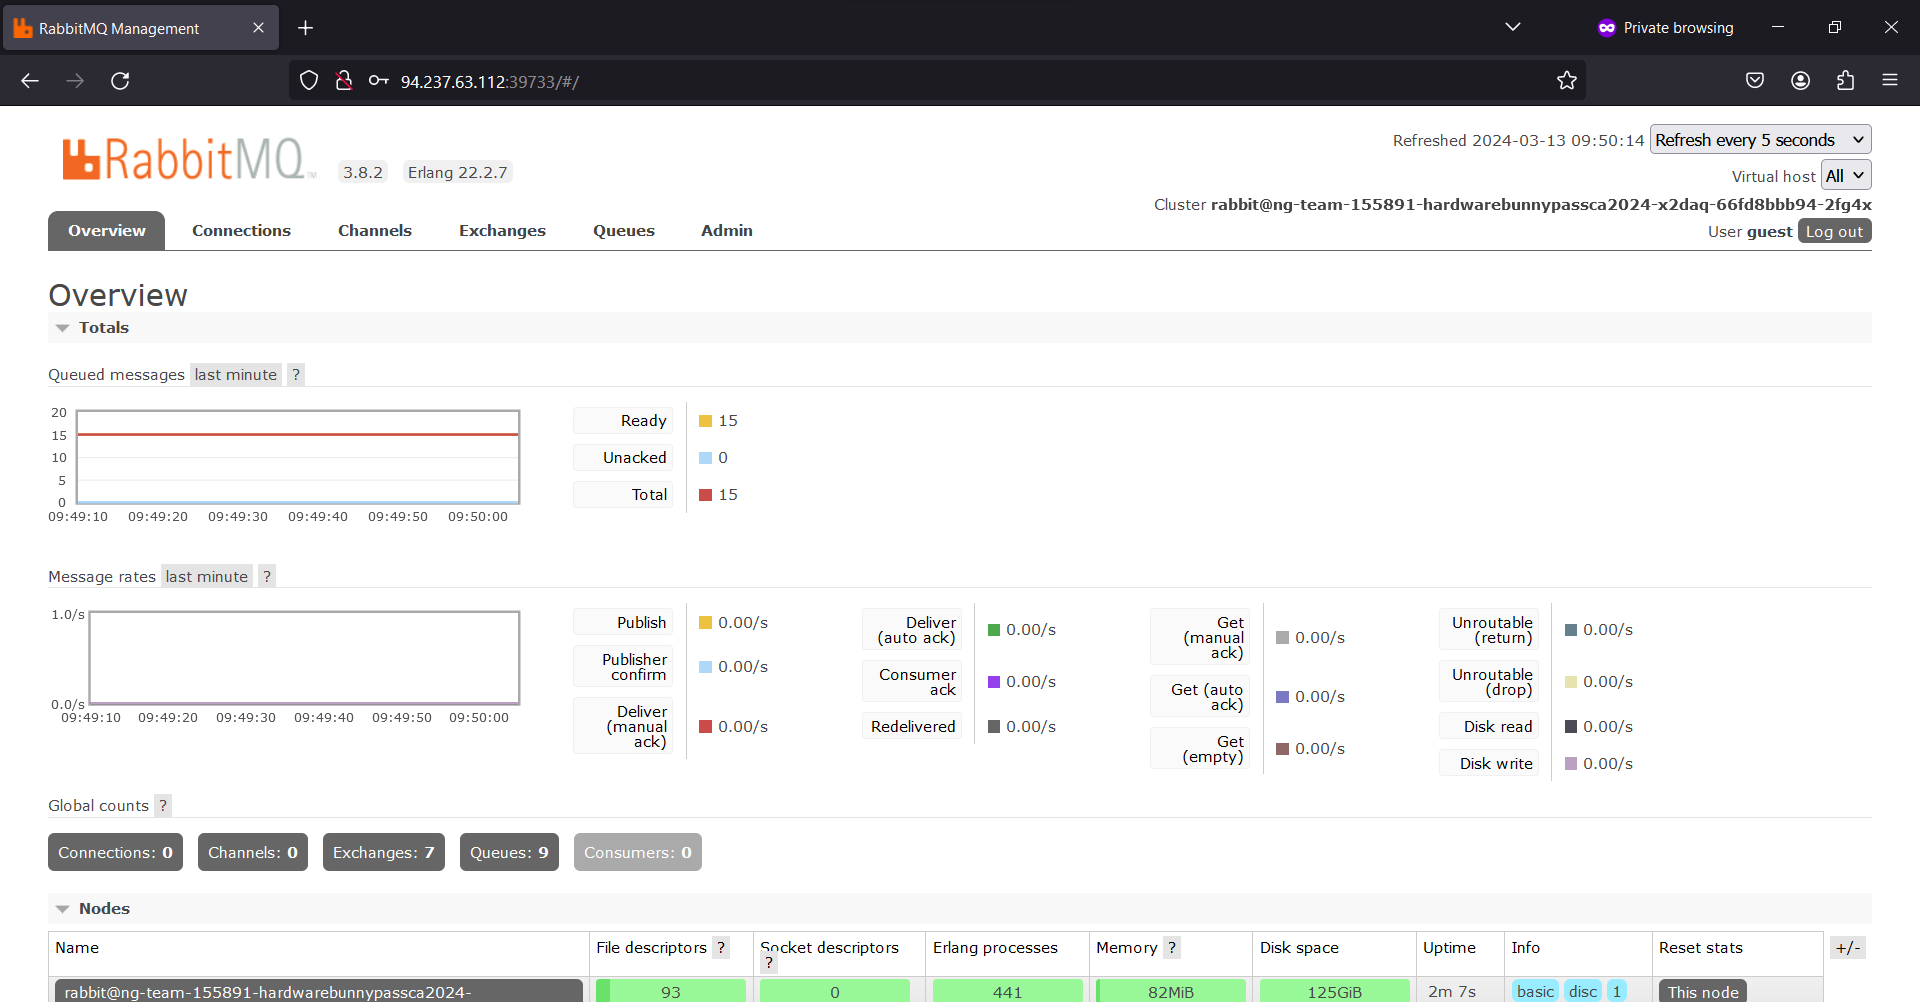 RabbitMQ Management
Private browsing
94.237.63.112:39733/#/
RabbitMQ TM 3.8.2 Erlang 22.2.7
Refreshed 2024-03-13 09:50:14 Refresh every 5 seconds
Virtual host All
Cluster rabbit@ng-team-155891-hardwarebunnypassca2024-x2daq-66fd8bbb94-2fg4x
User guest Log out
Overview Connections Channels Exchanges Queues Admin
Overview
Totals
Queued messages last minute ?
20
15
10
5
0
09:49:10 09:49:20 09:49:30 09:49:40 09:49:50 09:50:00
Ready 15
Unacked 0
Total 15
Message rates last minute ?
1.0/s
0.0/s
09:49:10 09:49:20 09:49:30 09:49:40 09:49:50 09:50:00
Publish 0.00/s
Publisher
confirm 0.00/s
Deliver
(manual
ack) 0.00/s
Deliver
(auto ack) 0.00/s
Consumer
ack 0.00/s
Redelivered 0.00/s
Get
(manual
ack) 0.00/s
Get (auto
ack) 0.00/s
Get
(empty) 0.00/s
Unroutable
(return) 0.00/s
Unroutable
(drop) 0.00/s
Disk read 0.00/s
Disk write 0.00/s
Global counts ?
Connections: 0 Channels: 0 Exchanges: 7 Queues: 9 Consumers: 0
Nodes
Name File descriptors ? Socket descriptors ? Erlang processes Memory ? Disk space Uptime Info Reset stats +/-
rabbit@ng-team-155891-hardwarebunnypassca2024- 93 0 441 82MiB 125GiB 2m 7s basic disc 1 This node